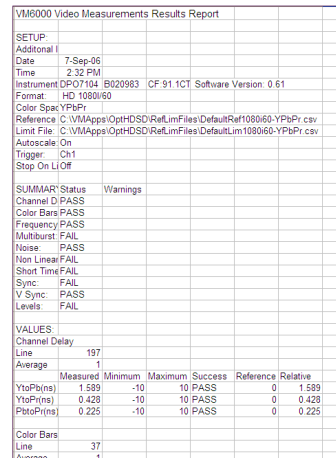 VM6000 Video Measurements Results Report
SETUP:
Additonal I
Date 7-Sep-06
Time 2:32 PM
Instrument DPO7104 B020983 CF:91.1CT Software Version: 0.61
Format: HD 1080I/60
Color Spac YPbPr
Reference C:\VMApps\OptHDSD\RefLimFiles\DefaultRef1080i60-YPbPr.csv
Limit File: C:\VMApps\OptHDSD\RefLimFiles\DefaultLim1080i60-YPbPr.csv
Autoscale: On
Trigger: Ch1
Stop On Li Off
SUMMAR Status Warnings
Channel D PASS
Color Bars PASS
Frequency PASS
Multiburst: FAIL
Noise: PASS
Non Linear FAIL
Short Time FAIL
Sync: FAIL
V Sync: PASS
Levels: FAIL
VALUES:
Channel Delay
Line 197
Average 1
Measured Minimum Maximum Success Reference Relative
YtoPb(ns) 1.589 -10 10 PASS 0 1.589
YtoPr(ns) 0.428 -10 10 PASS 0 0.428
PbtoPr(ns) 0.225 -10 10 PASS 0 0.225
Color Bars
Line 37
Average 1